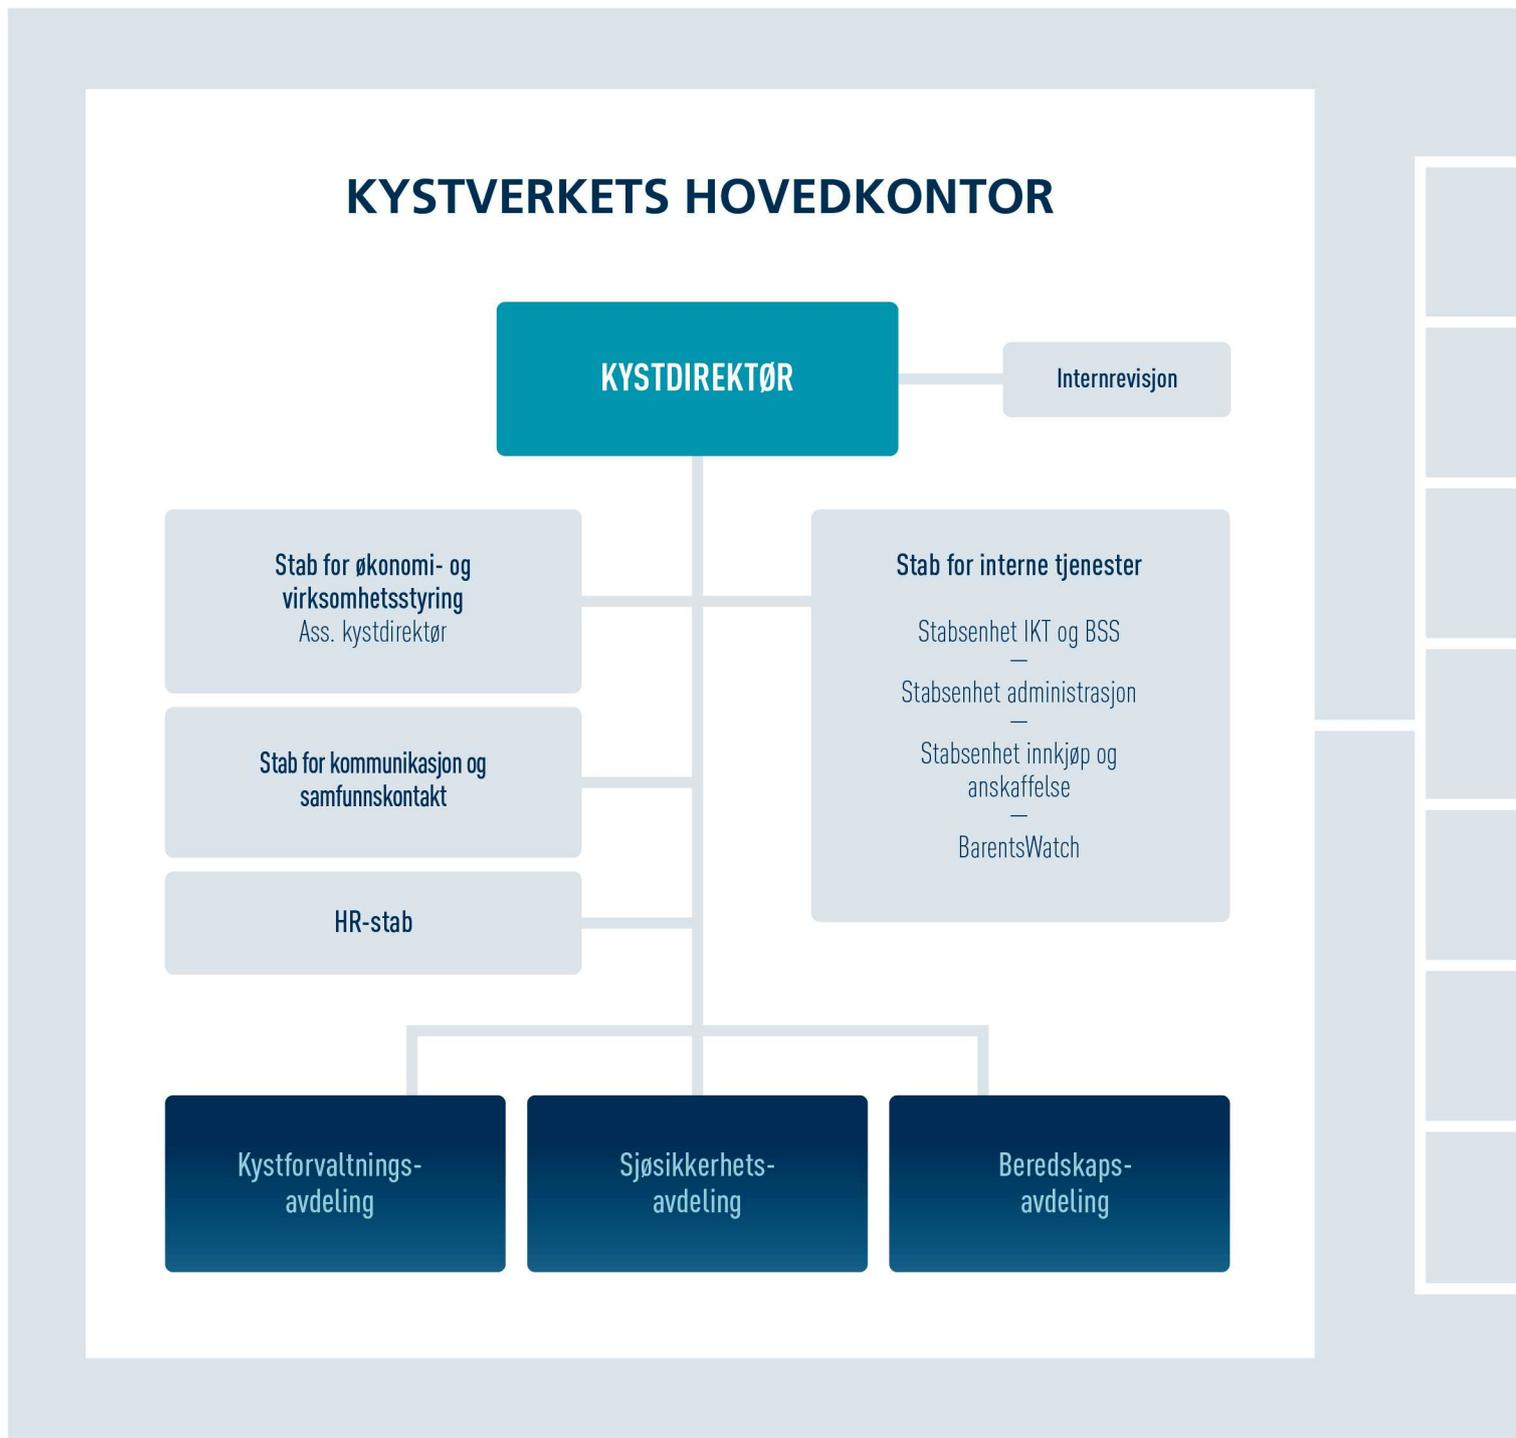 KYSTVERKETS HOVEDKONTOR
KYSTDIREKTØR
Internrevisjon
Stab for økonomi- og
virksomhetsstyring
Ass. kystdirektør
Stab for kommunikasjon og
samfunnskontakt
HR-stab
Stab for interne tjenester
Stabsenhet IKT og BSS
—
Stabsenhet administrasjon
—
Stabsenhet innkjøp og
anskaffelse
—
BarentsWatch
Kystforvaltnings-
avdeling
Sjøsikkerhets-
avdeling
Beredskaps-
avdeling